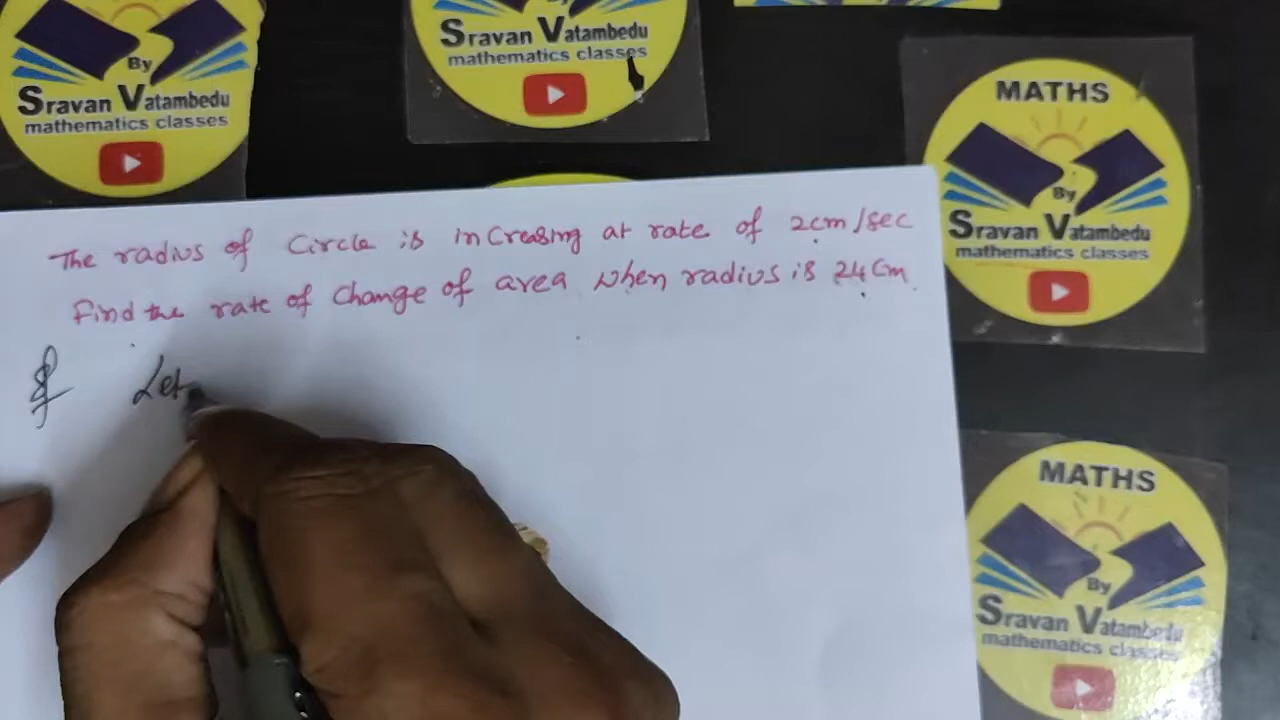 By
Sravan Vatambedu
mathematics classes
Sravan Vatambedu
mathematics classes
MATHS
By
Sravan Vatambedu
mathematics classes
The radius of Circle is increasing at rate of 2cm/sec
Find the rate of Change of area when radius is 24cm.
Let
MATHS
By
Sravan Vatambedu
mathematics classes